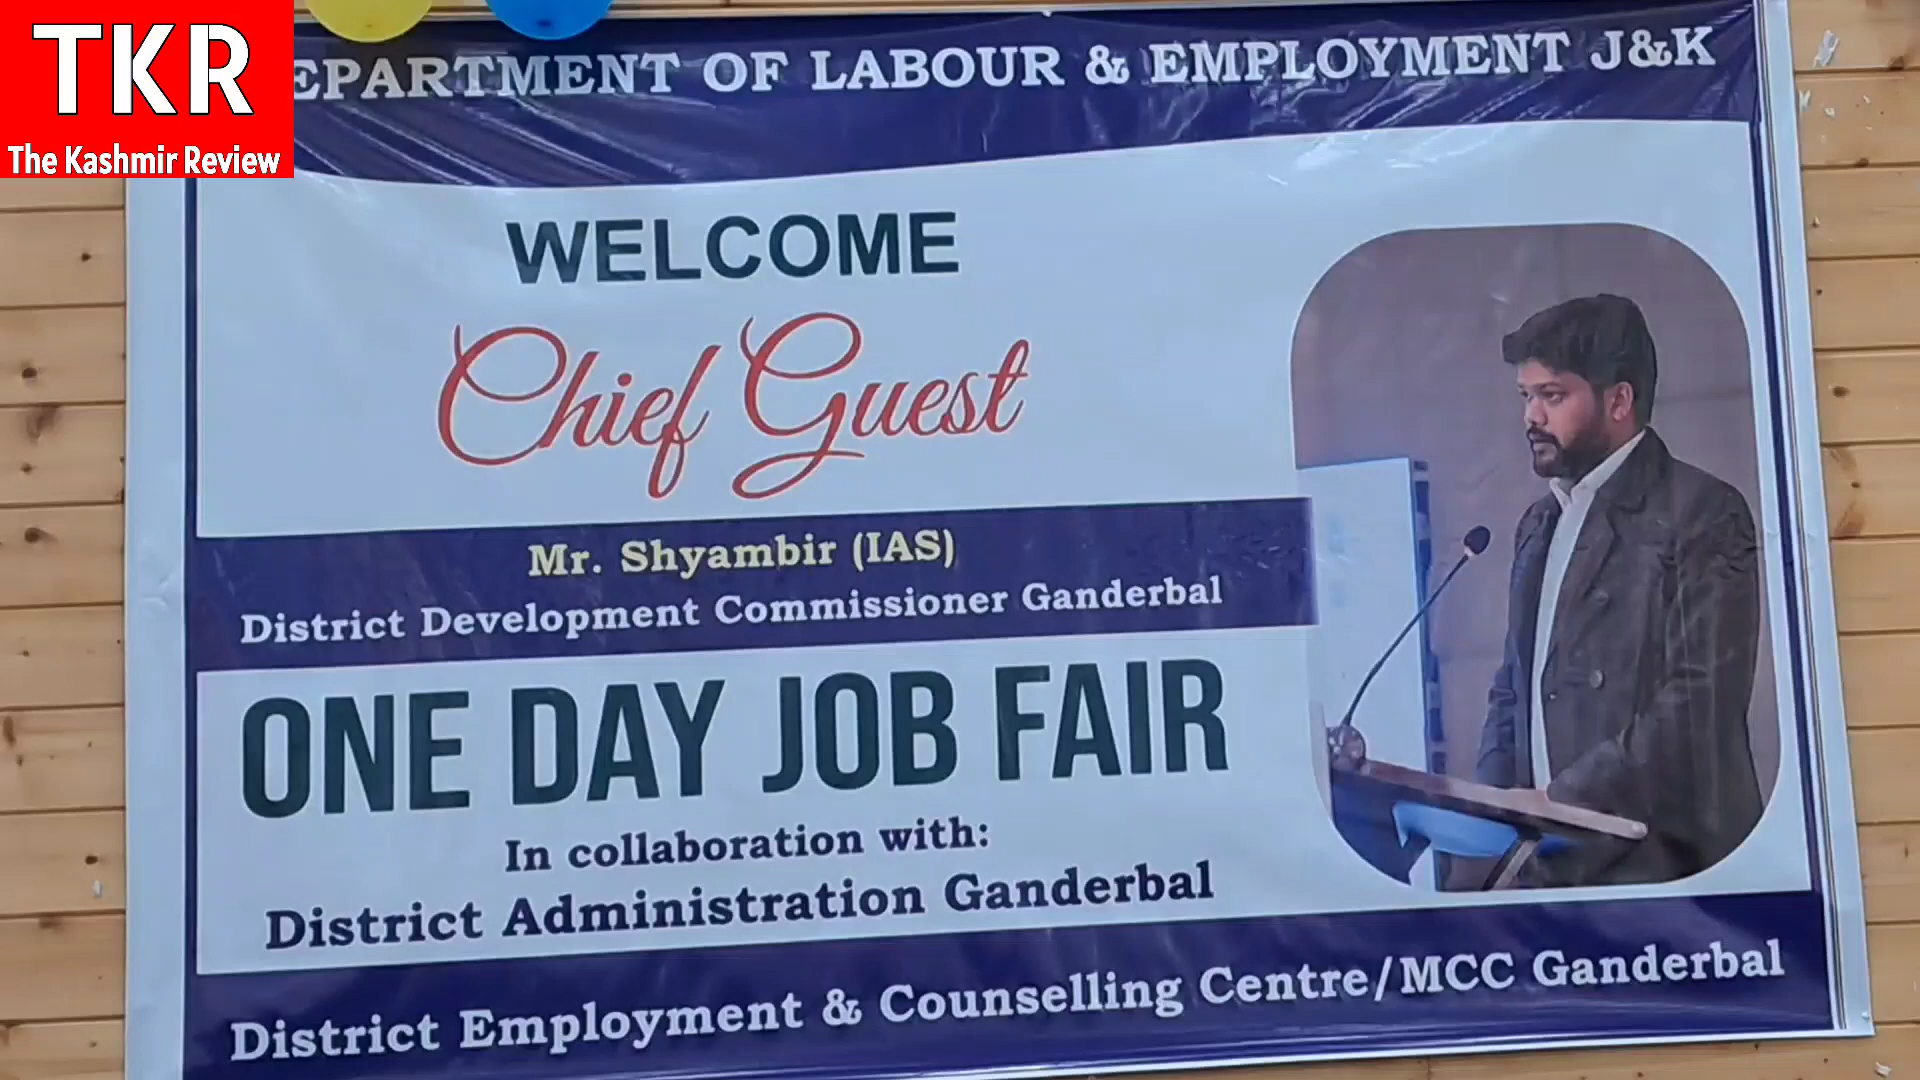 TKR
The Kashmir Review
EPARTMENT OF LABOUR & EMPLOYMENT J&K
WELCOME
Chief Guest
Mr. Shyambir (IAS)
District Development Commissioner Ganderbal
ONE DAY JOB FAIR
In collaboration with:
District Administration Ganderbal
District Employment & Counselling Centre/MCC Ganderbal